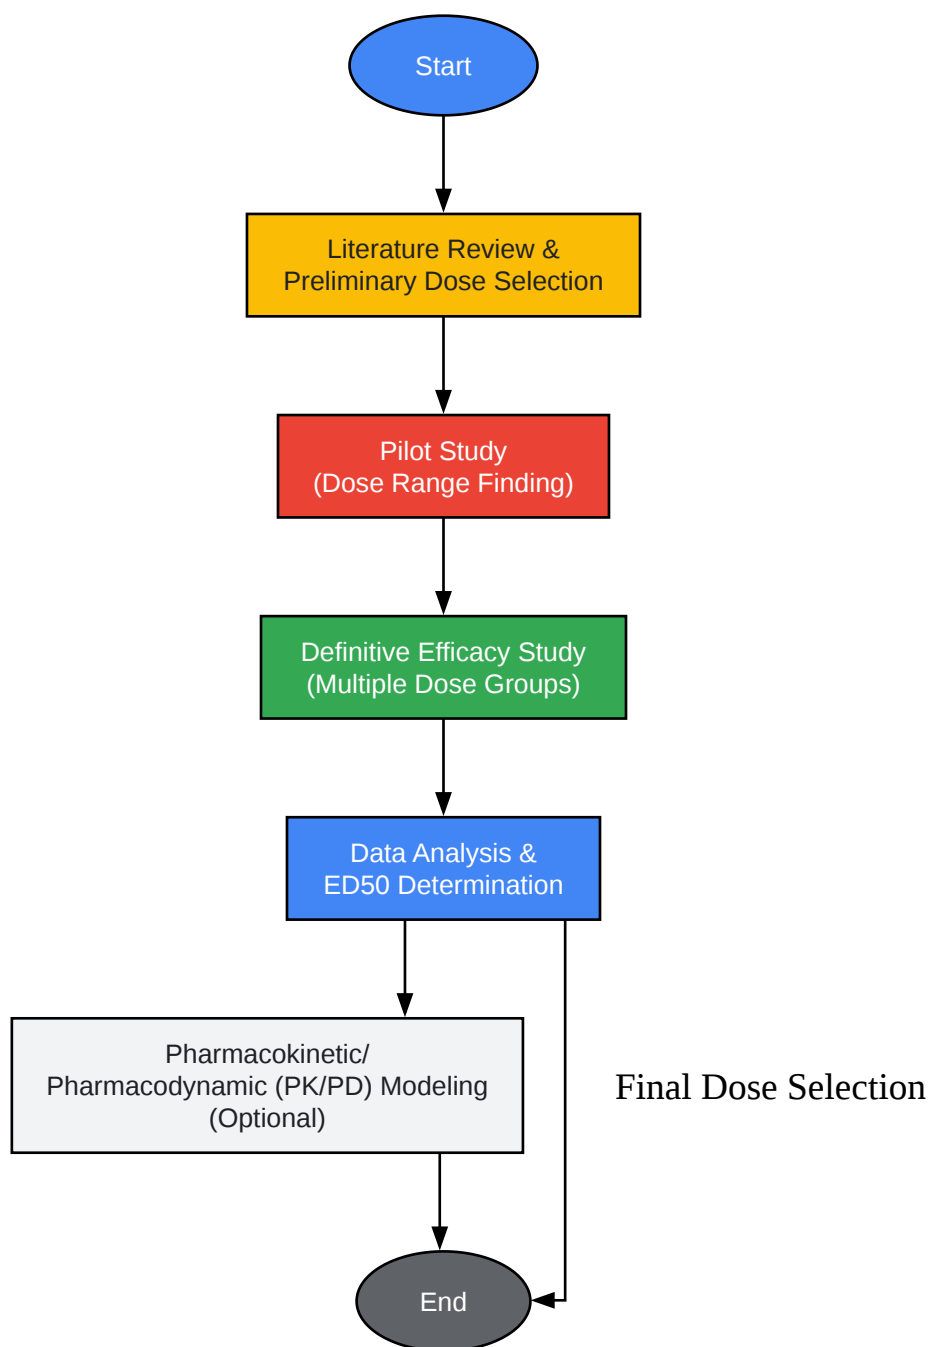 Start
Literature Review &
Preliminary Dose Selection
Pilot Study
(Dose Range Finding)
Definitive Efficacy Study
(Multiple Dose Groups)
Data Analysis &
ED50 Determination
Pharmacokinetic/
Pharmacodynamic (PK/PD) Modeling
(Optional)
Final Dose Selection
End